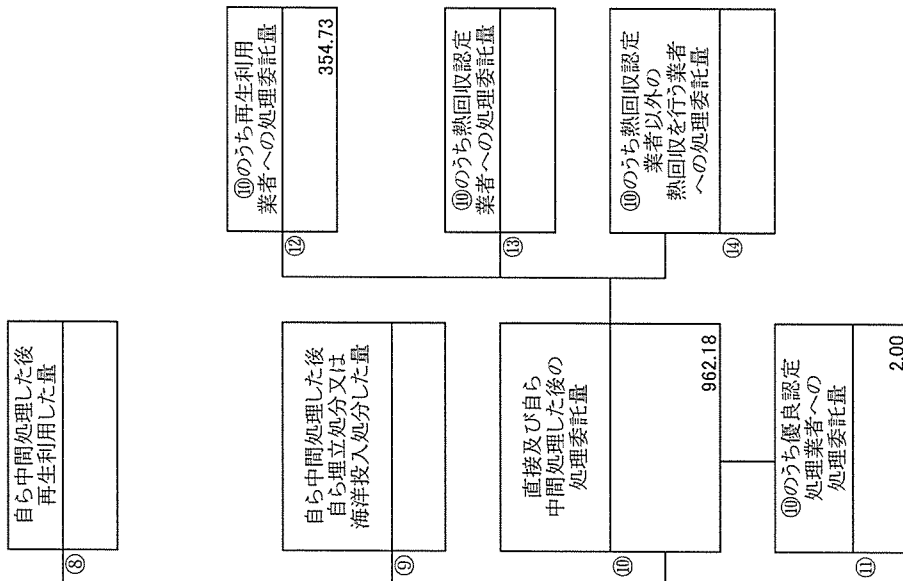 ⑧
自ら中間処理した後
再生利用した量
⑨
自ら中間処理した後
自ら埋立処分又は
海洋投入処分した量
⑩
直接及び自ら
中間処理した後の
処理委託量
962.18
⑪
⑩のうち優良認定
処理業者への
処理委託量
2.00
⑫
⑩のうち再生利用
業者への処理委託量
354.73
⑬
⑩のうち熱回収認定
業者への処理委託量
⑭
⑩のうち熱回収認定
業者以外の
熱回収を行う業者
への処理委託量